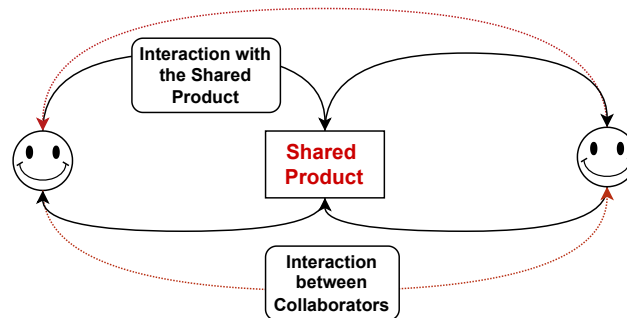 Interaction with
the Shared
Product
Shared
Product
Interaction
between
Collaborators